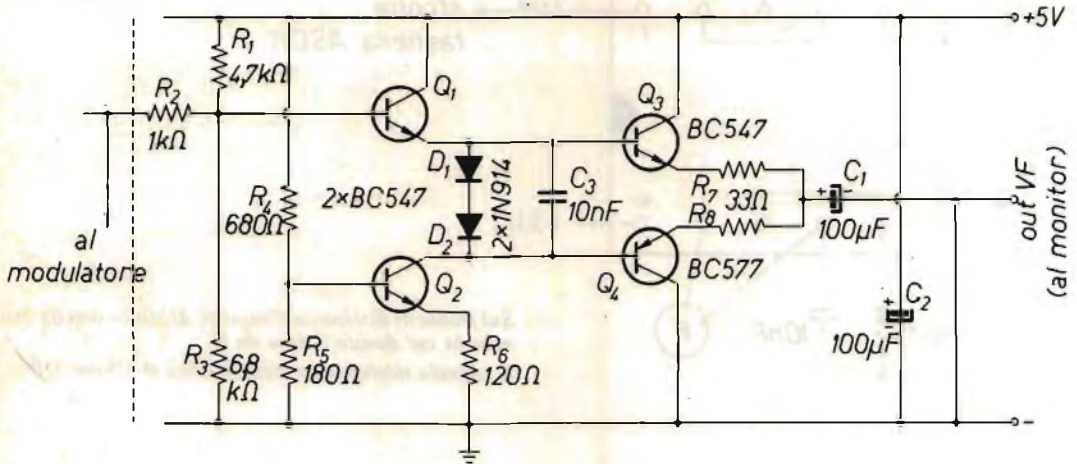 +5V
R1
4,7kΩ
R2
1kΩ
Q1
Q3
BC547
D1
D2
2×1N914
C3
10nF
R4
680Ω
2×BC547
R7
33Ω
R8
C1
100µF
out VF
(al monitor)
al
modulatore
Q2
Q4
BC577
C2
100µF
R3
6,8
kΩ
R5
180Ω
R6
120Ω
-